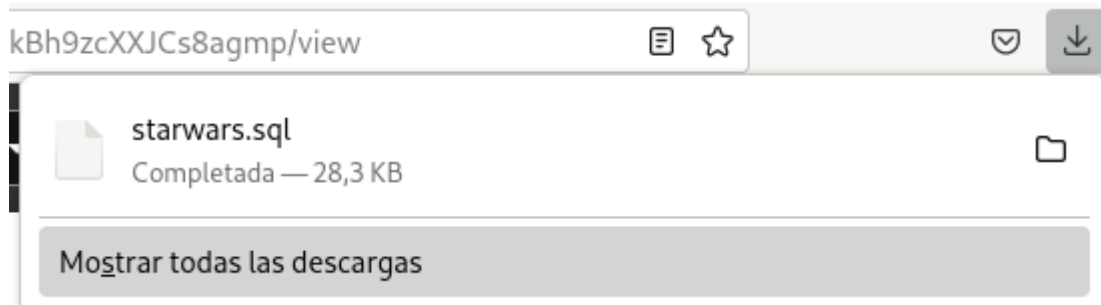 kBh9zcXXJCs8agmp/view
starwars.sql
Completada — 28,3 KB
Mostrar todas las descargas